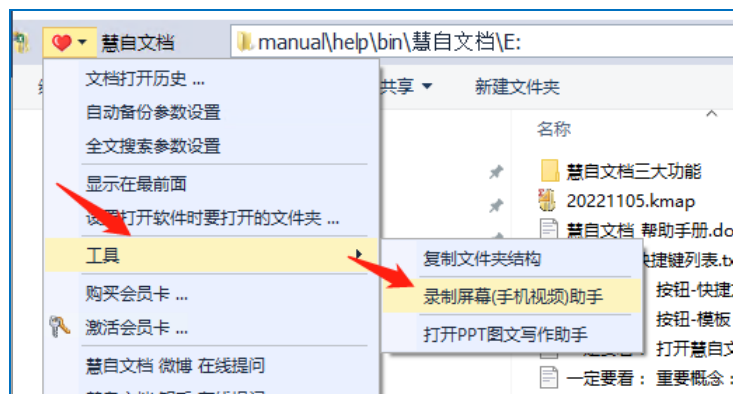 慧自文档
manual\help\bin\慧自文档\E:
共享
新建文件夹
文档打开历史 ...
自动备份参数设置
全文搜索参数设置
显示在最前面
打开软件时要打开的文件夹 ...
工具
购买会员卡 ...
激活会员卡 ...
慧自文档 微博 在线提问
复制文件夹结构
录制屏幕(手机视频)助手
打开PPT图文写作助手
名称
慧自文档三大功能
20221105.kmap
慧自文档 帮助手册.do
捷键列表.tx
按钮-快捷
按钮-模板
打开慧自文
一定要看： 重要概念：